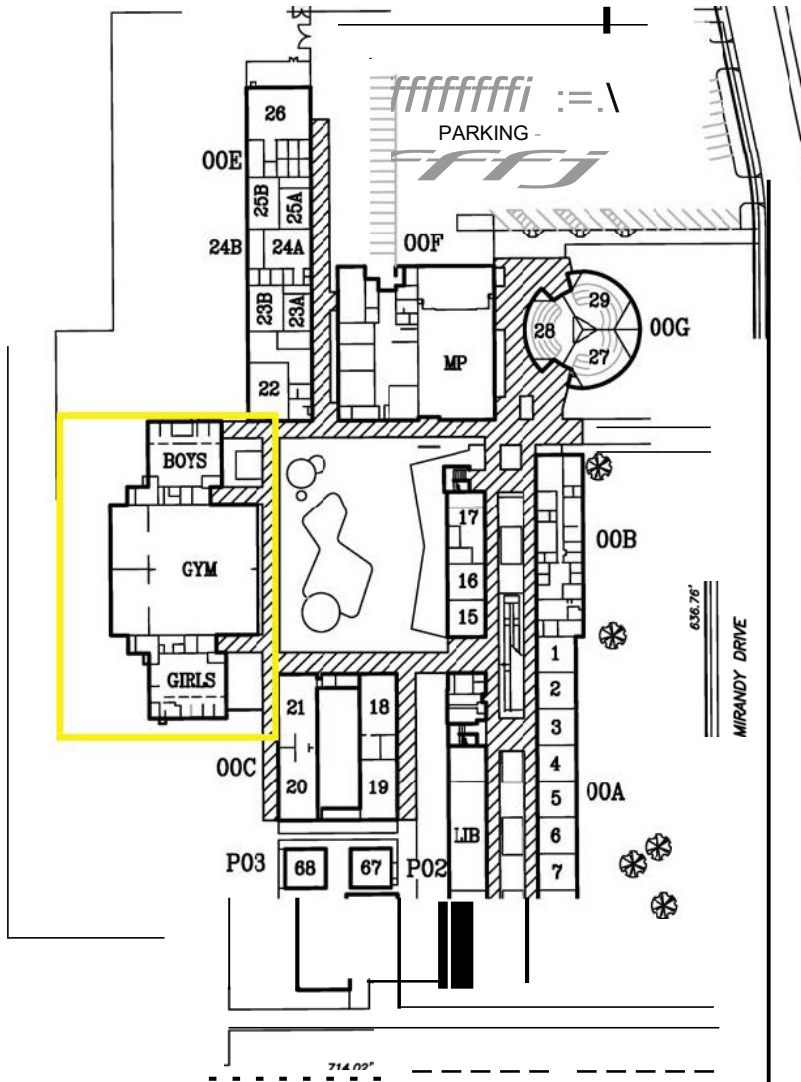 PARKING
26
00E
25B
25A
24B
24A
00F
23B
23A
29
28
00G
27
MP
22
BOYS
17
00B
GYM
16
15
636.76'
MIRANDY DRIVE
1
GIRLS
2
21
18
3
00C
4
20
19
5
00A
LIB
6
P03
68
67
P02
7
714.02"